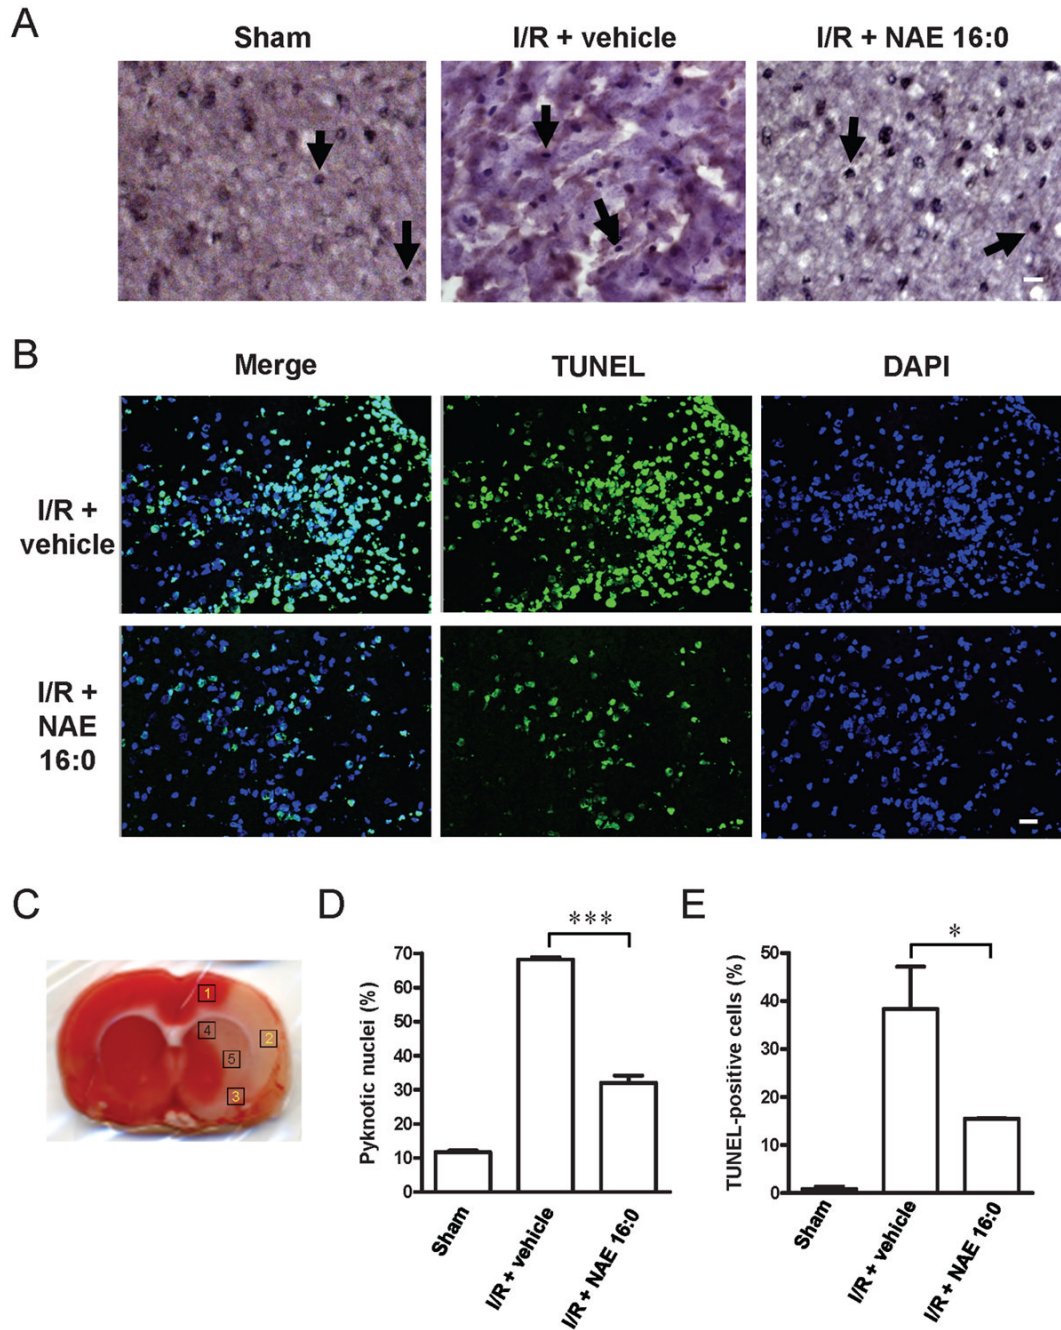 A
Sham
I/R + vehicle
I/R + NAE 16:0
B
Merge
TUNEL
DAPI
I/R +
vehicle
I/R +
NAE
16:0
C
1
2
3
4
5
D
***
Pyknotic nuclei (%)
70
60
50
40
30
20
10
0
Sham
I/R + vehicle
I/R + NAE 16:0
E
*
TUNEL-positive cells (%)
50
40
30
20
10
0
Sham
I/R + vehicle
I/R + NAE 16:0